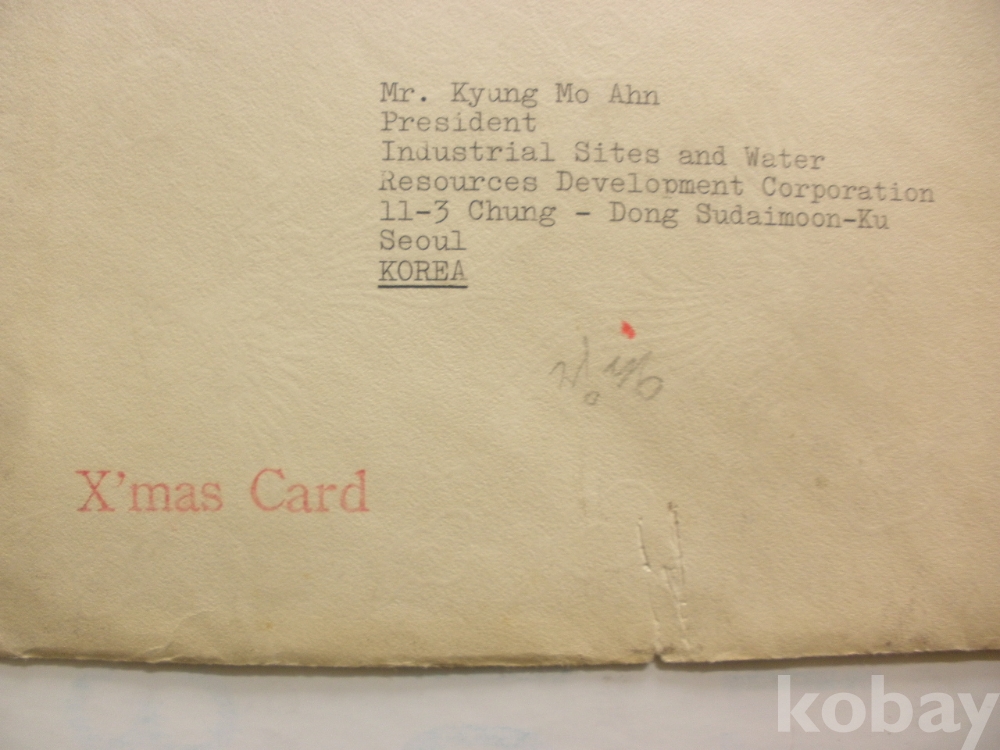 Mr. Kyung Mo Ahn
President
Industrial Sites and Water
Resources Development Corporation
11-3 Chung - Dong Sudaimoon-Ku
Seoul
KOREA
X'mas Card
kobay